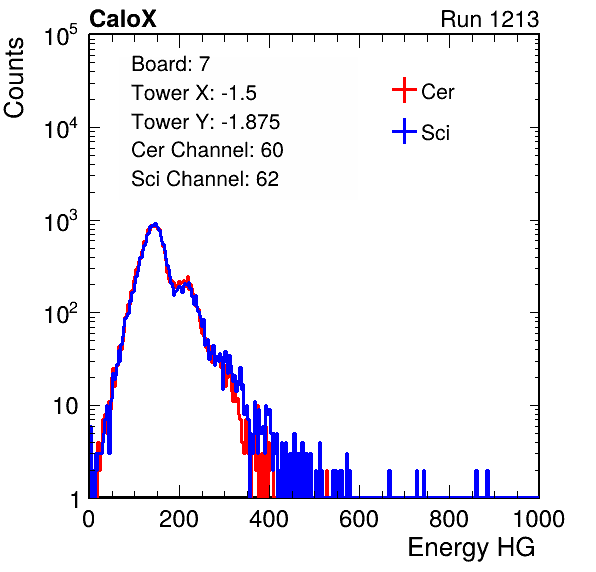 CaloX Run 1213
Counts
10^5
10^4
10^3
10^2
10
1
Board: 7
Tower X: -1.5
Tower Y: -1.875
Cer Channel: 60
Sci Channel: 62
Cer
Sci
0 200 400 600 800 1000
Energy HG